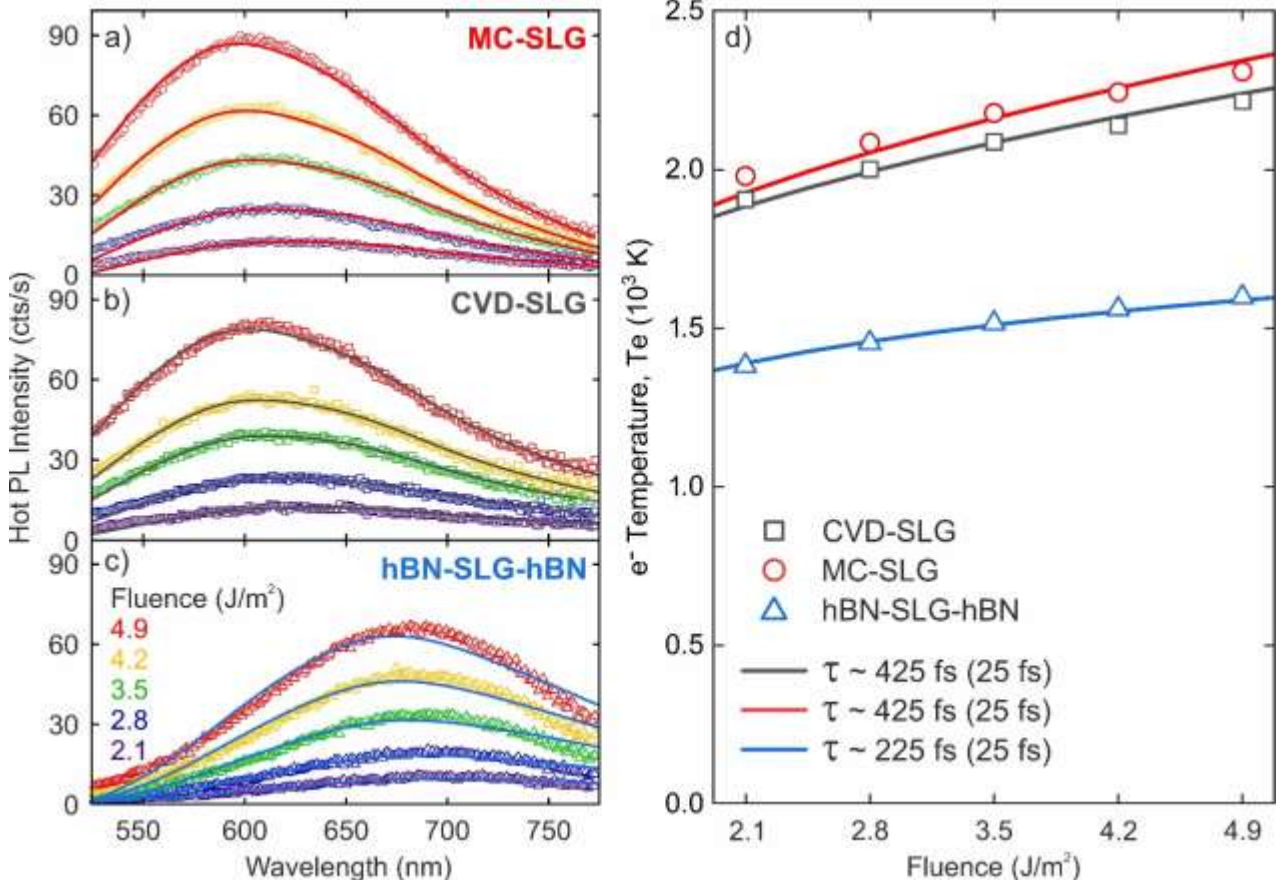 a)
MC-SLG
90
60
30
0
b)
CVD-SLG
90
60
30
0
c)
hBN-SLG-hBN
Fluence (J/m²)
4.9
4.2
3.5
2.8
2.1
90
60
30
0
550 600 650 700 750
Wavelength (nm)
Hot PL Intensity (cts/s)
d)
2.5
2.0
1.5
1.0
0.5
0.0
e⁻ Temperature, Te (10³ K)
CVD-SLG
MC-SLG
hBN-SLG-hBN
τ ~ 425 fs (25 fs)
τ ~ 425 fs (25 fs)
τ ~ 225 fs (25 fs)
2.1 2.8 3.5 4.2 4.9
Fluence (J/m²)